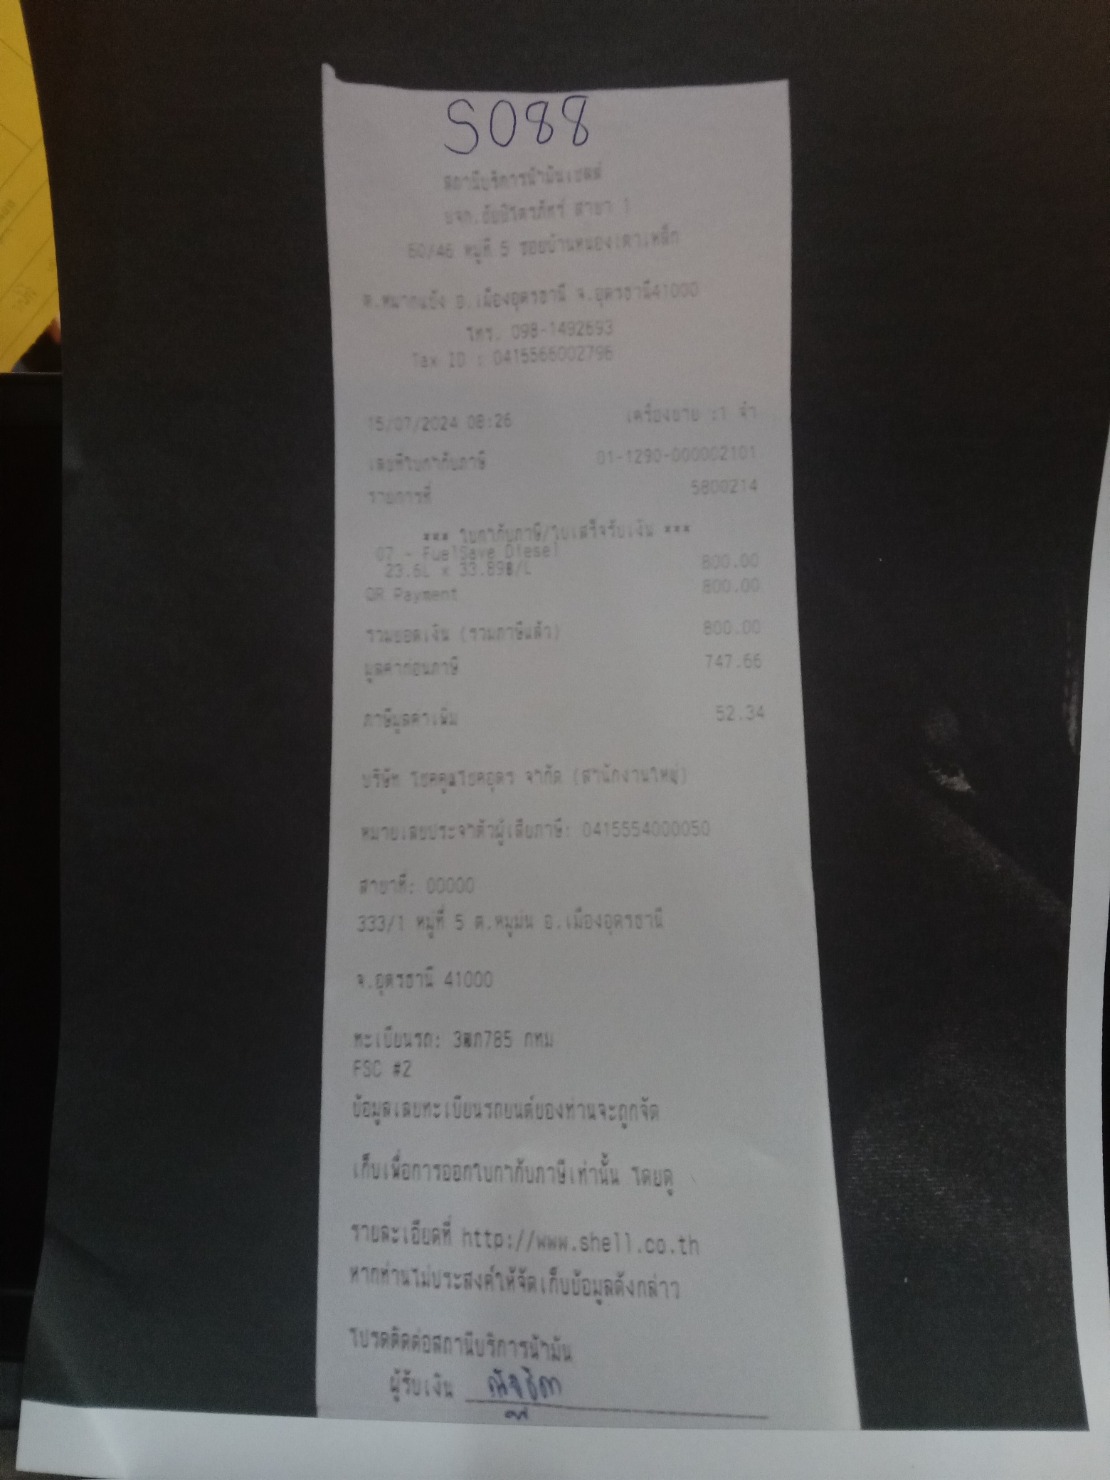 S088
สถานีบริการน้ำมันเชลล์
60/46 หมู่ที่ 5 ซอยบ้านหนองเตาเหล็ก
ต.หมากแข้ง อ.เมืองอุดรธานี จ.อุดรธานี41000
โทร. 098-1492693
Tax ID : 0415566002796
15/07/2024 08:26 เครื่องขาย :1 จำ
เลขที่ใบกำกับภาษี 01-1290-000002101
รายการที่ 5800214
*** ใบกำกับภาษี/ใบเสร็จรับเงิน ***
07 - FuelSave Diesel
23.6L x 33.89฿/L 800.00
QR Payment 800.00
รวมยอดเงิน (รวมภาษีแล้ว) 800.00
มูลค่าก่อนภาษี 747.66
ภาษีมูลค่าเพิ่ม 52.34
บริษัท โชคคูณโชคอุดร จำกัด (สำนักงานใหญ่)
หมายเลขประจำตัวผู้เสียภาษี: 0415554000050
สาขาที่: 00000
333/1 หมู่ที่ 5 ต.หมูม่น อ.เมืองอุดรธานี
จ.อุดรธานี 41000
ทะเบียนรถ: กทม
FSC #2
ข้อมูลเลขทะเบียนรถยนต์ของท่านจะถูกจัด
เก็บเพื่อการออกใบกำกับภาษีเท่านั้น โดยดู
รายละเอียดที่ http://www.shell.co.th
หากท่านไม่ประสงค์ให้จัดเก็บข้อมูลดังกล่าว
โปรดติดต่อสถานีบริการน้ำมัน
ผู้รับเงิน